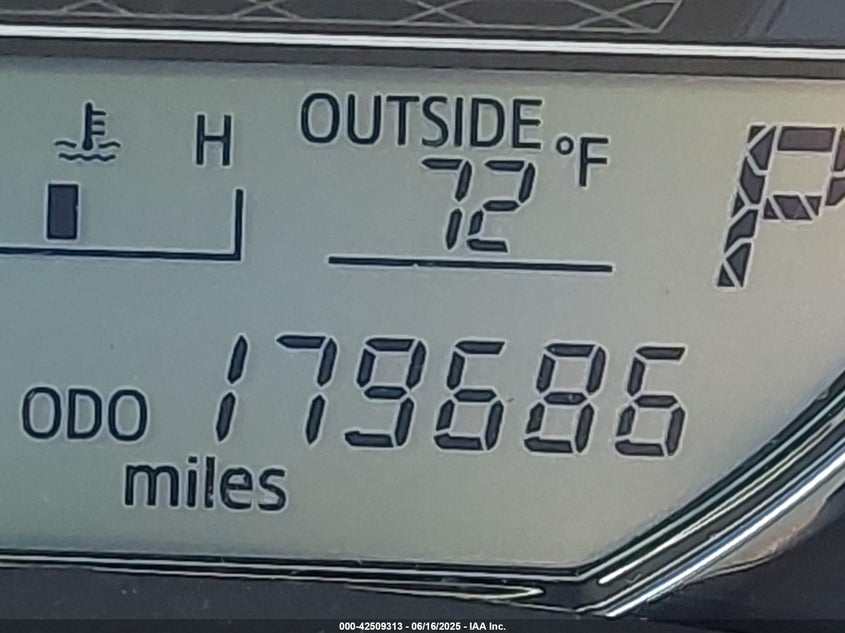 H OUTSIDE
72 °F
P
ODO 179686
miles
000-42509313 - 06/16/2025 - IAA Inc.